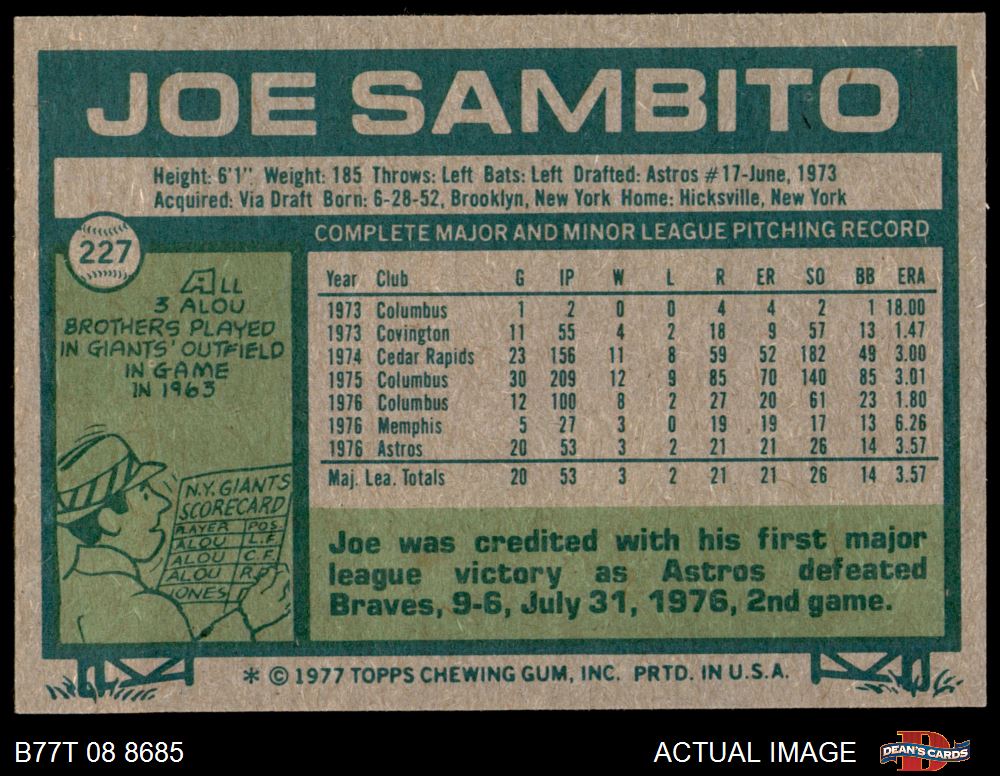 JOE SAMBITO
Height: 6'1" Weight: 185 Throws: Left Bats: Left Drafted: Astros #17-June, 1973
Acquired: Via Draft Born: 6-28-52, Brooklyn, New York Home: Hicksville, New York
227
COMPLETE MAJOR AND MINOR LEAGUE PITCHING RECORD
ALL
3 ALOU
BROTHERS PLAYED
IN GIANTS' OUTFIELD
IN GAME
IN 1963
N.Y. GIANTS
SCORECARD
PLAYER POS.
ALOU L.F.
ALOU C.F.
ALOU R.F.
JONES
Year Club G IP W L R ER SO BB ERA
1973 Columbus 1 2 0 0 4 4 2 1 18.00
1973 Covington 11 55 4 2 18 9 57 13 1.47
1974 Cedar Rapids 23 156 11 8 59 52 182 49 3.00
1975 Columbus 30 209 12 9 85 70 140 85 3.01
1976 Columbus 12 100 8 2 27 20 61 23 1.80
1976 Memphis 5 27 3 0 19 19 17 13 6.26
1976 Astros 20 53 3 2 21 21 26 14 3.57
Maj. Lea. Totals 20 53 3 2 21 21 26 14 3.57
Joe was credited with his first major
league victory as Astros defeated
Braves, 9-6, July 31, 1976, 2nd game.
* © 1977 TOPPS CHEWING GUM, INC. PRTD. IN U.S.A.
B77T 08 8685
ACTUAL IMAGE
DEAN'S CARDS